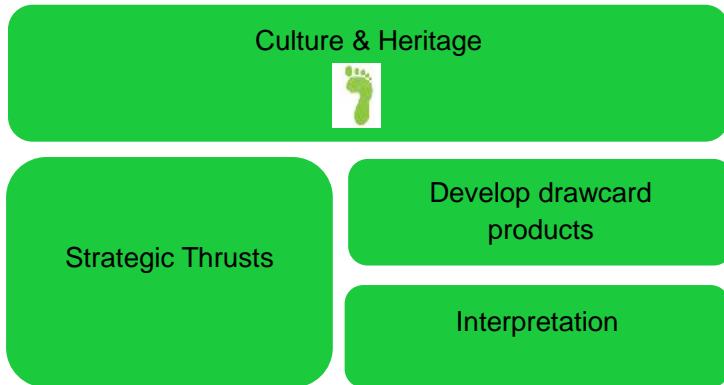 Culture & Heritage
Strategic Thrusts
Develop drawcard
products
Interpretation